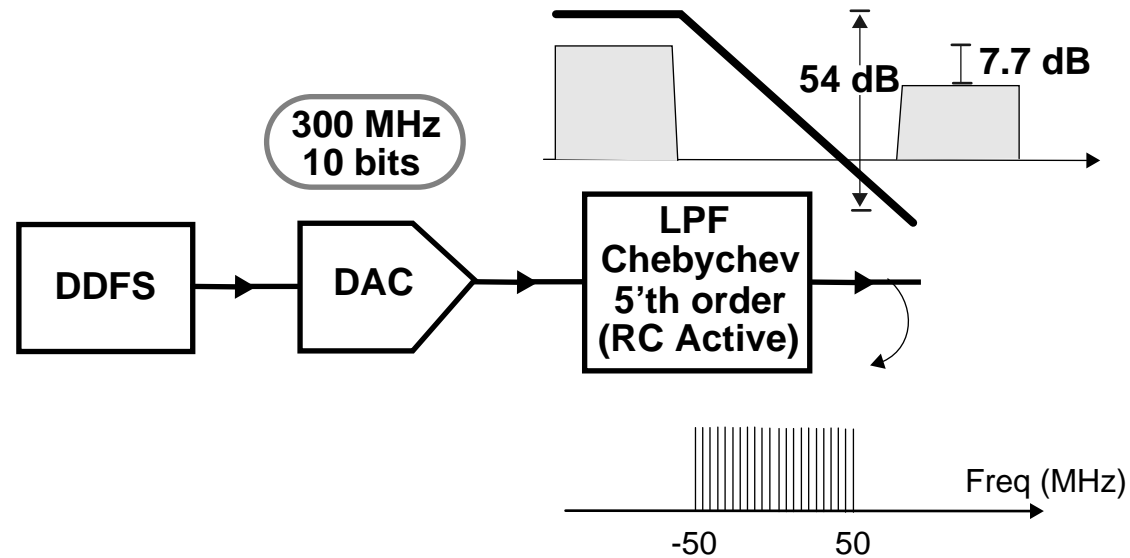 54 dB
7.7 dB
300 MHz
10 bits
DDFS
DAC
LPF
Chebychev
5’th order
(RC Active)
Freq (MHz)
-50
50